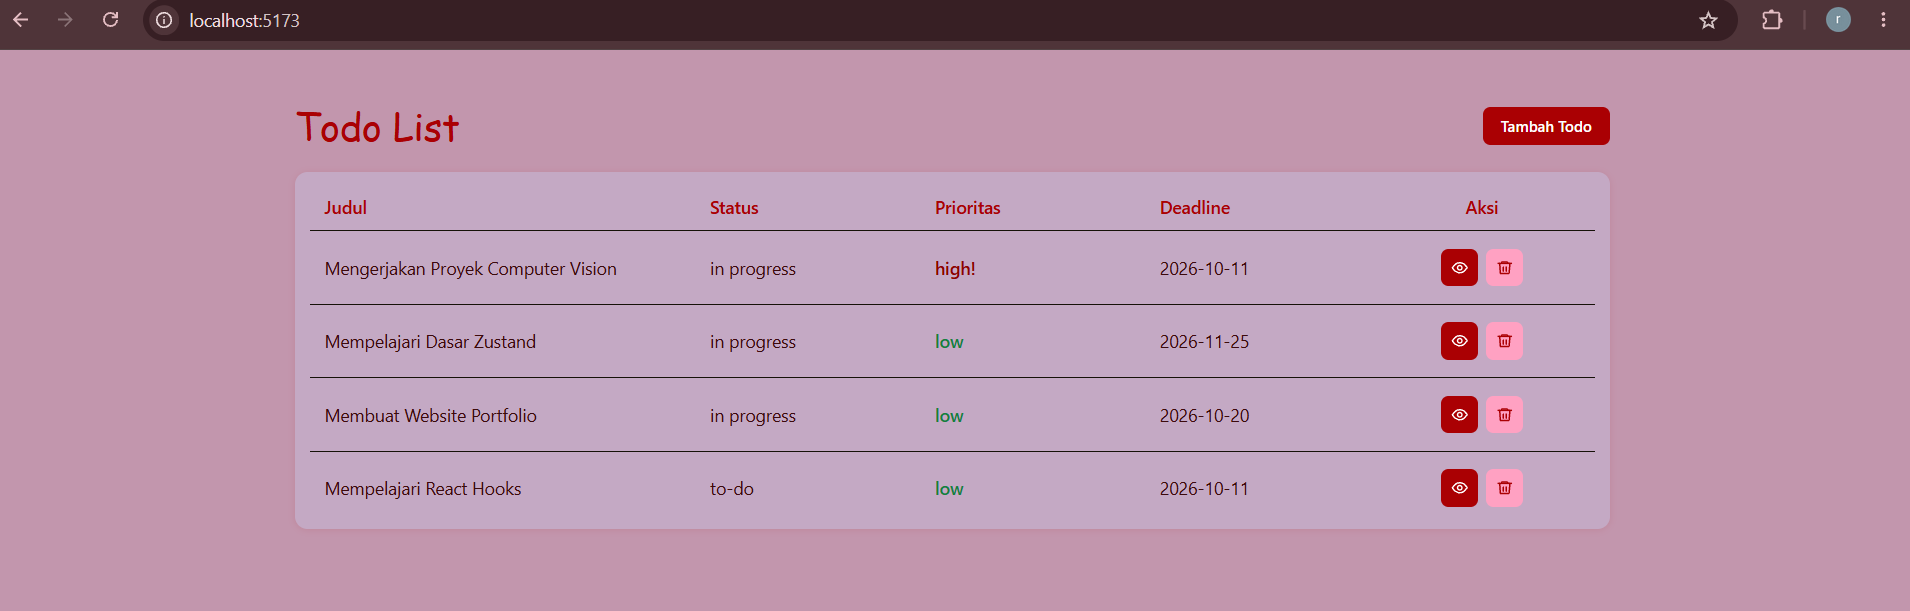 localhost:5173
r
Todo List
Tambah Todo
Judul Status Prioritas Deadline Aksi
Mengerjakan Proyek Computer Vision in progress high! 2026-10-11
Mempelajari Dasar Zustand in progress low 2026-11-25
Membuat Website Portfolio in progress low 2026-10-20
Mempelajari React Hooks to-do low 2026-10-11